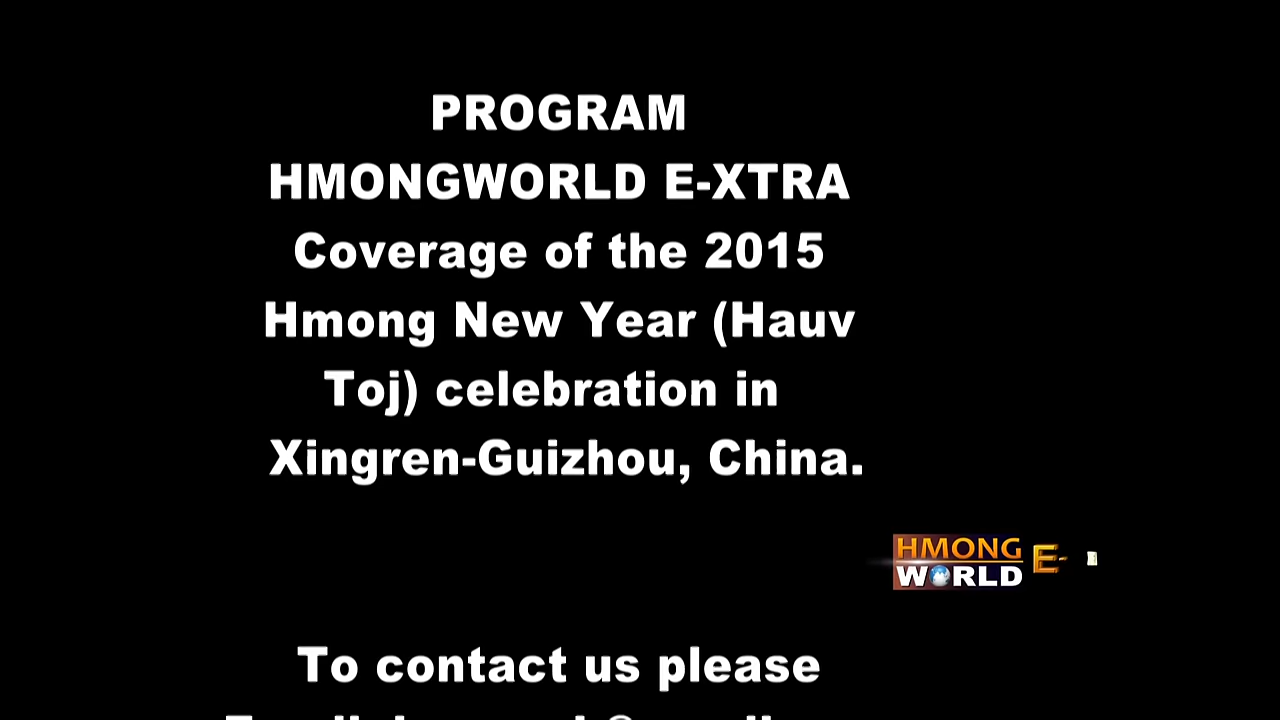 PROGRAM
HMONGWORLD E-XTRA
Coverage of the 2015
Hmong New Year (Hauv
Toj) celebration in
Xingren-Guizhou, China.
HMONG
WORLD
E-
To contact us please